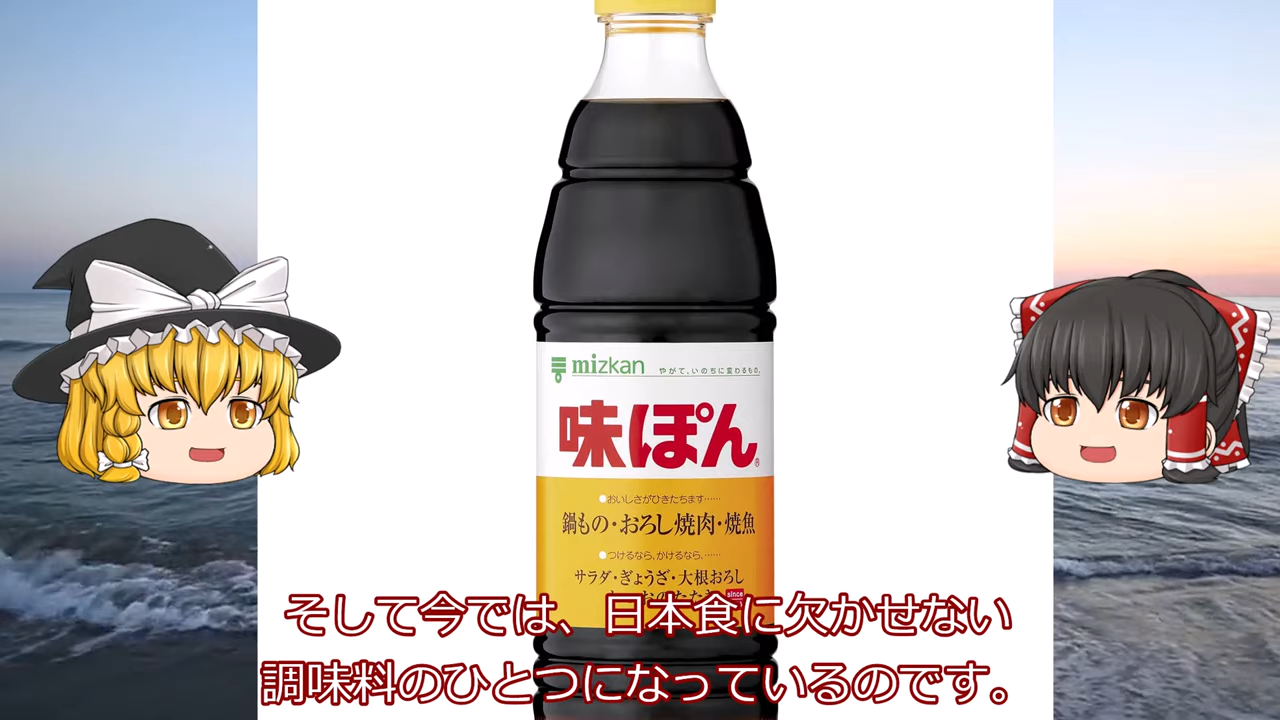 mizkan やがて、いのちに変わるもの。
味ぽん®
●おいしさがひきたちます……
鍋もの・おろし焼肉・焼魚
●つけるなら、かけるなら、……
サラダ・ぎょうざ・大根おろし
since
そして今では、日本食に欠かせない
調味料のひとつになっているのです。